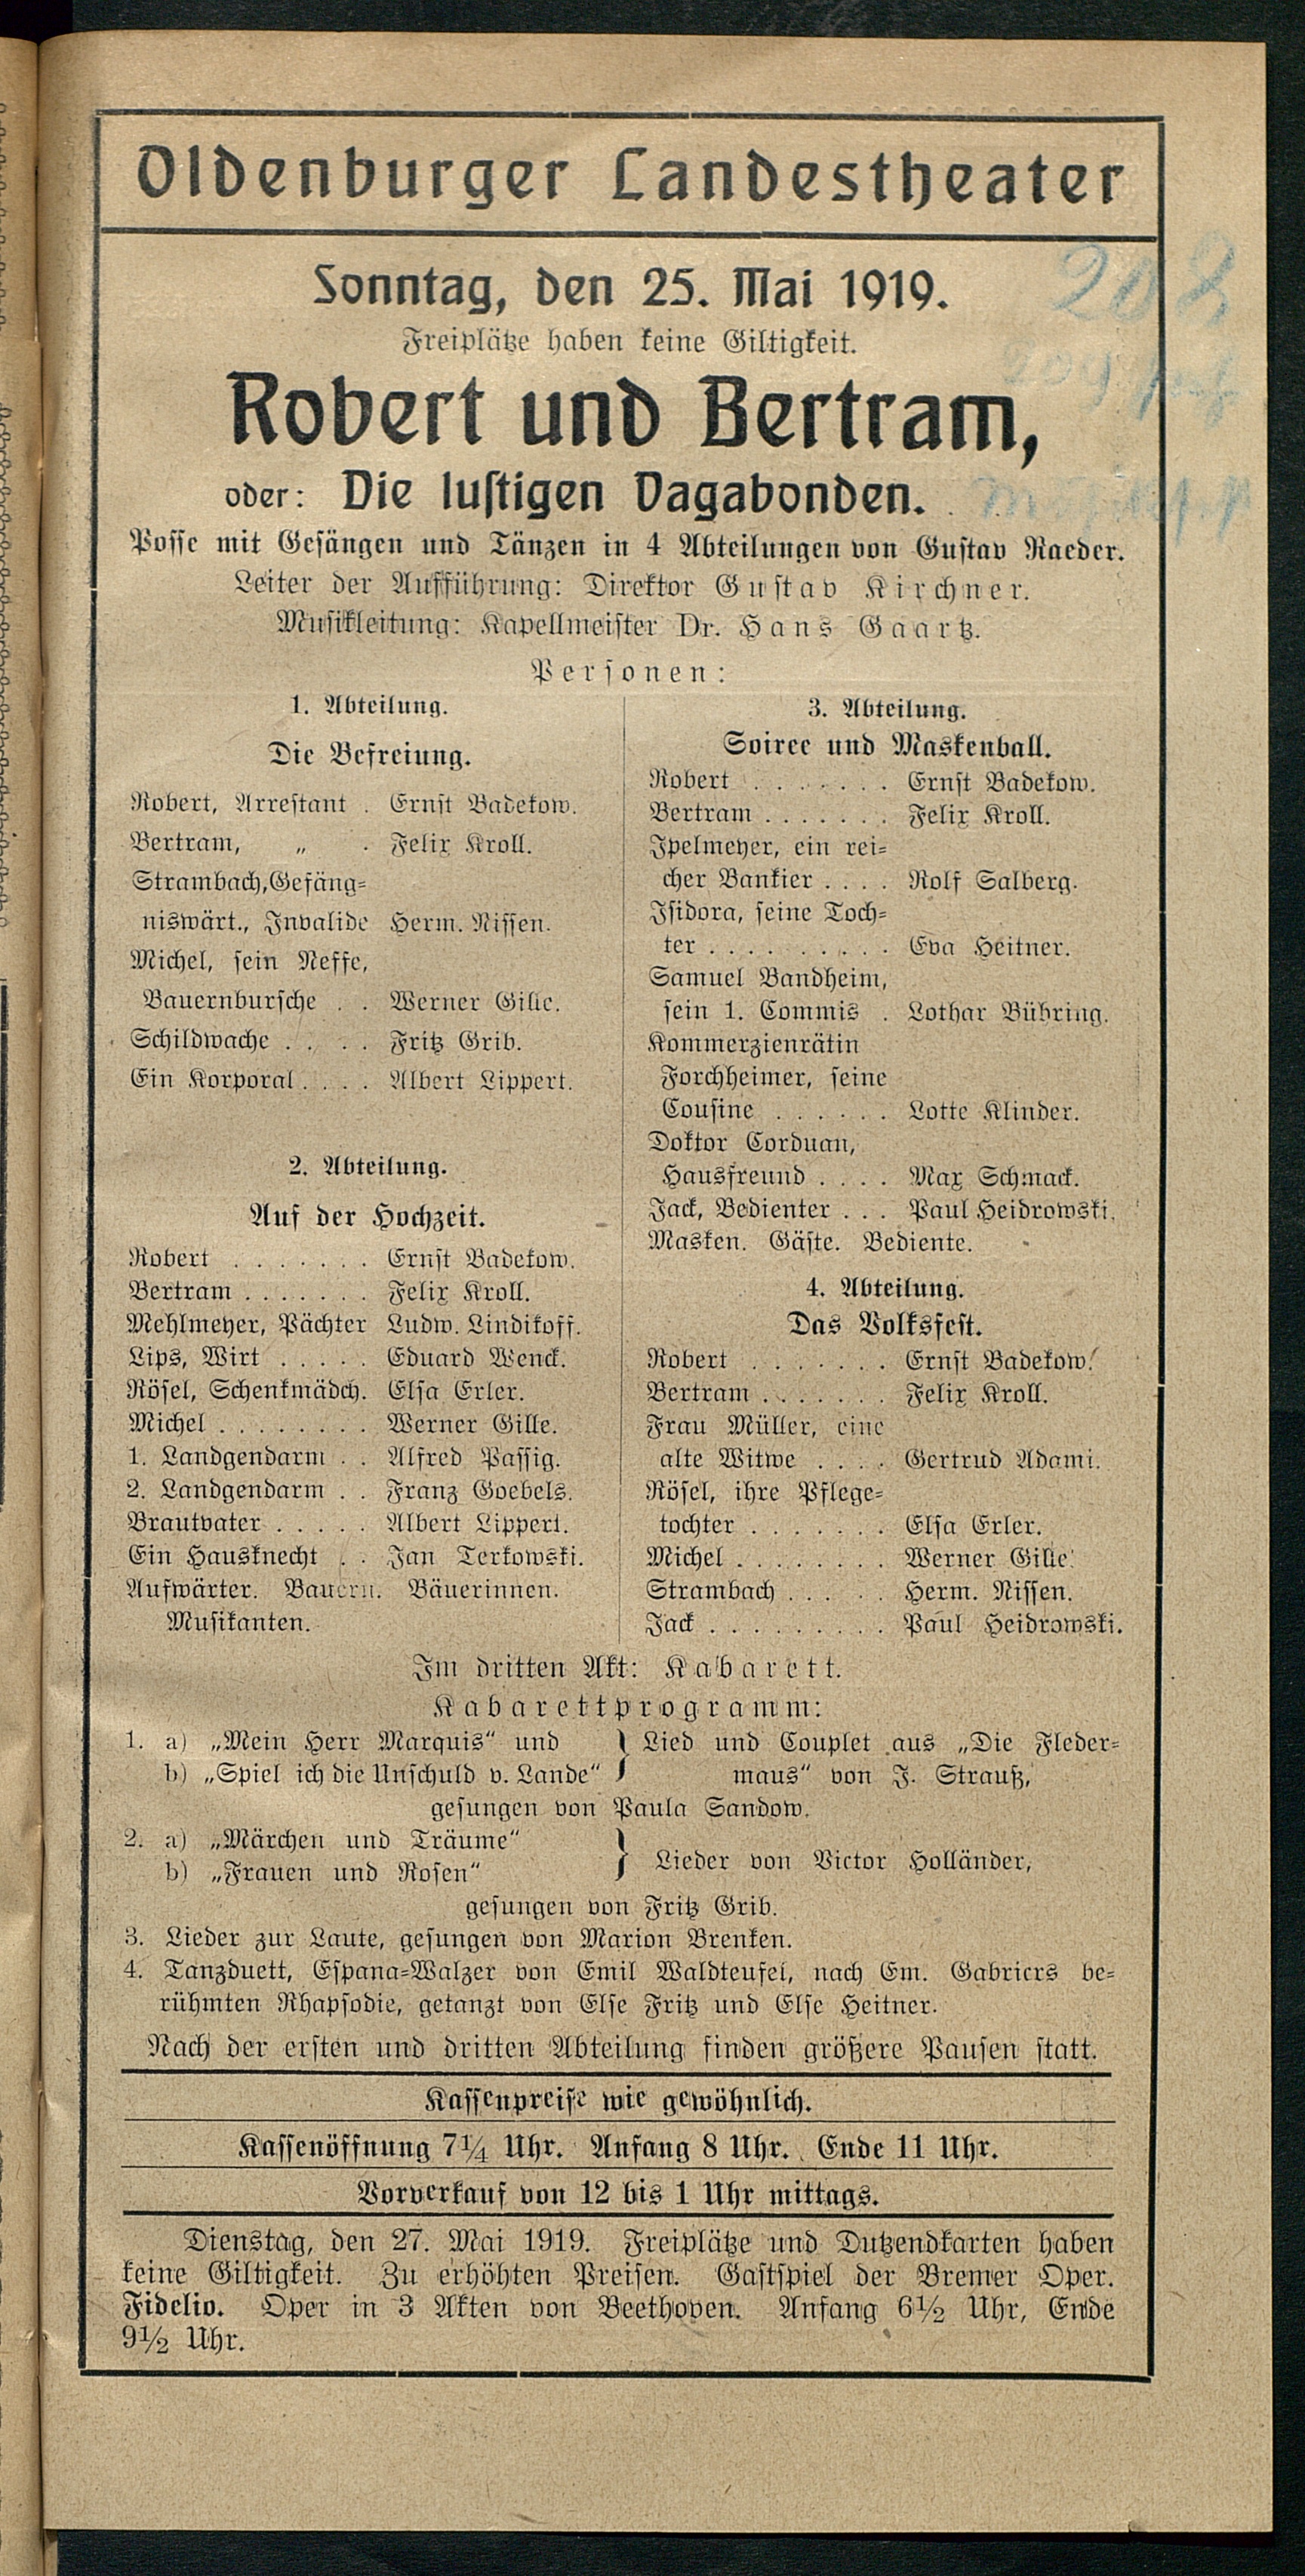 Oldenburger Landestheater
Sonntag, den 25. Mai 1919.
Freiplätze haben keine Giltigkeit.
Robert und Bertram,
oder: Die lustigen Vagabonden.
Posse mit Gesängen und Tänzen in 4 Abteilungen von Gustav Raeder.
Leiter der Aufführung: Direktor Gustav Kirchner.
Musikleitung: Kapellmeister Dr. Hans Gaartz.
Personen:
1. Abteilung.
Die Befreiung.
Robert, Arrestant . Ernst Badekow.
Bertram, „ . Felix Kroll.
Strambach, Gefäng-
niswärt., Invalide Herm. Nissen.
Michel, sein Neffe,
Bauernbursche . . Werner Gille.
Schildwache . . . . Fritz Grib.
Ein Korporal . . . . Albert Lippert.
2. Abteilung.
Auf der Hochzeit.
Robert . . . . . . . Ernst Badekow.
Bertram . . . . . . . Felix Kroll.
Mehlmeyer, Pächter Ludw. Lindikoff.
Lips, Wirt . . . . . Eduard Wenck.
Rösel, Schenkmädch. Elsa Erler.
Michel . . . . . . . . Werner Gille.
1. Landgendarm . . Alfred Passig.
2. Landgendarm . . Franz Goebels.
Brautvater . . . . . Albert Lippert.
Ein Hausknecht . . Jan Terkowski.
Aufwärter. Bauern. Bäuerinnen.
Musikanten.
3. Abteilung.
Soiree und Maskenball.
Robert . . . . . . . Ernst Badekow.
Bertram . . . . . . . Felix Kroll.
Ipelmeyer, ein rei-
cher Bankier . . . . Rolf Salberg.
Isidora, seine Toch-
ter . . . . . . . . . . Eva Heitner.
Samuel Bandheim,
sein 1. Commis . Lothar Bühring.
Kommerzienrätin
Forchheimer, seine
Cousine . . . . . . Lotte Klinder.
Doktor Corduan,
Hausfreund . . . . Max Schmack.
Jack, Bedienter . . . Paul Heidrowski.
Masken. Gäste. Bediente.
4. Abteilung.
Das Volksfest.
Robert . . . . . . . Ernst Badekow.
Bertram . . . . . . . Felix Kroll.
Frau Müller, eine
alte Witwe . . . . Gertrud Adami.
Rösel, ihre Pflege-
tochter . . . . . . . Elsa Erler.
Michel . . . . . . . . Werner Gille.
Strambach . . . . . Herm. Nissen.
Jack . . . . . . . . . Paul Heidrowski.
Im dritten Akt: Kabarett.
Kabarettprogramm:
1. a) „Mein Herr Marquis“ und } Lied und Couplet aus „Die Fleder-
b) „Spiel ich die Unschuld v. Lande“ maus“ von J. Strauß,
gesungen von Paula Sandow.
2. a) „Märchen und Träume“
b) „Frauen und Rosen“ } Lieder von Victor Holländer,
gesungen von Fritz Grib.
3. Lieder zur Laute, gesungen von Marion Brenken.
4. Tanzduett, Espana-Walzer von Emil Waldteufel, nach Em. Gabriers be-
rühmten Rhapsodie, getanzt von Else Fritz und Else Heitner.
Nach der ersten und dritten Abteilung finden größere Pausen statt.
Kassenpreise wie gewöhnlich.
Kassenöffnung 7¼ Uhr. Anfang 8 Uhr. Ende 11 Uhr.
Vorverkauf von 12 bis 1 Uhr mittags.
Dienstag, den 27. Mai 1919. Freiplätze und Dutzendkarten haben
keine Giltigkeit. Zu erhöhten Preisen. Gastspiel der Bremer Oper.
Fidelio. Oper in 3 Akten von Beethoven. Anfang 6½ Uhr, Ende
9½ Uhr.